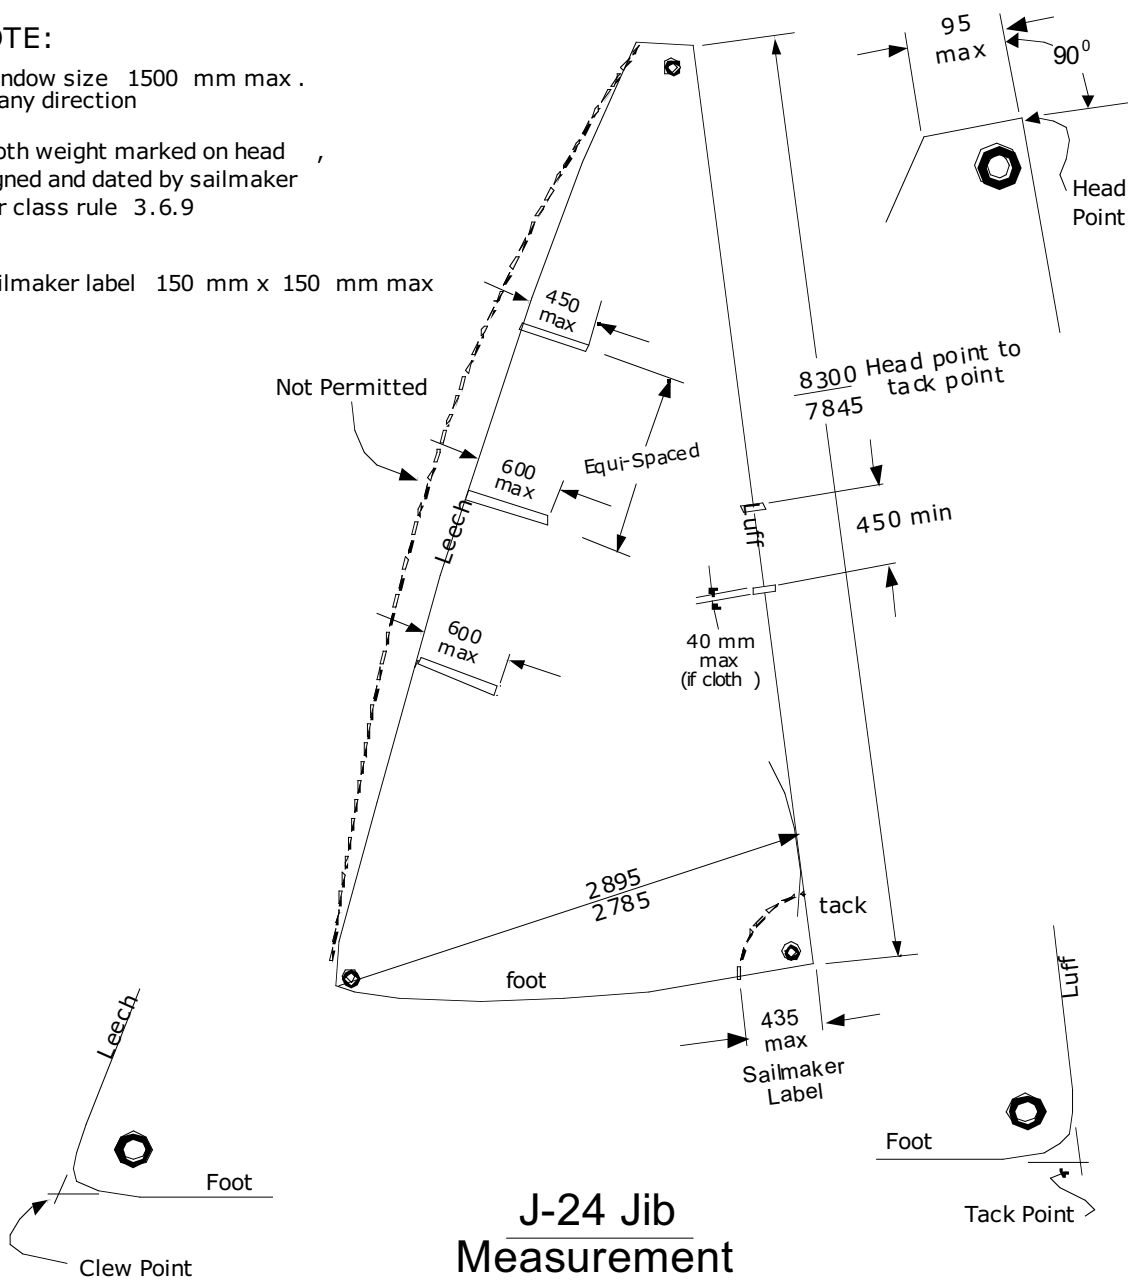 OTE:
ndow size 1500 mm max .
any direction
oth weight marked on head ,
gned and dated by sailmaker
r class rule 3.6.9
ilmaker label 150 mm x 150 mm max
95
max
90⁰
Head
Point
450
max
Not Permitted
8300
7845
Head point to
tack point
Equi-Spaced
600
max
Leech
Luff
450 min
600
max
40 mm
max
(if cloth )
2895
2785
tack
foot
435
max
Sailmaker
Label
Leech
Foot
Clew Point
Luff
Foot
Tack Point
J-24 Jib
Measurement